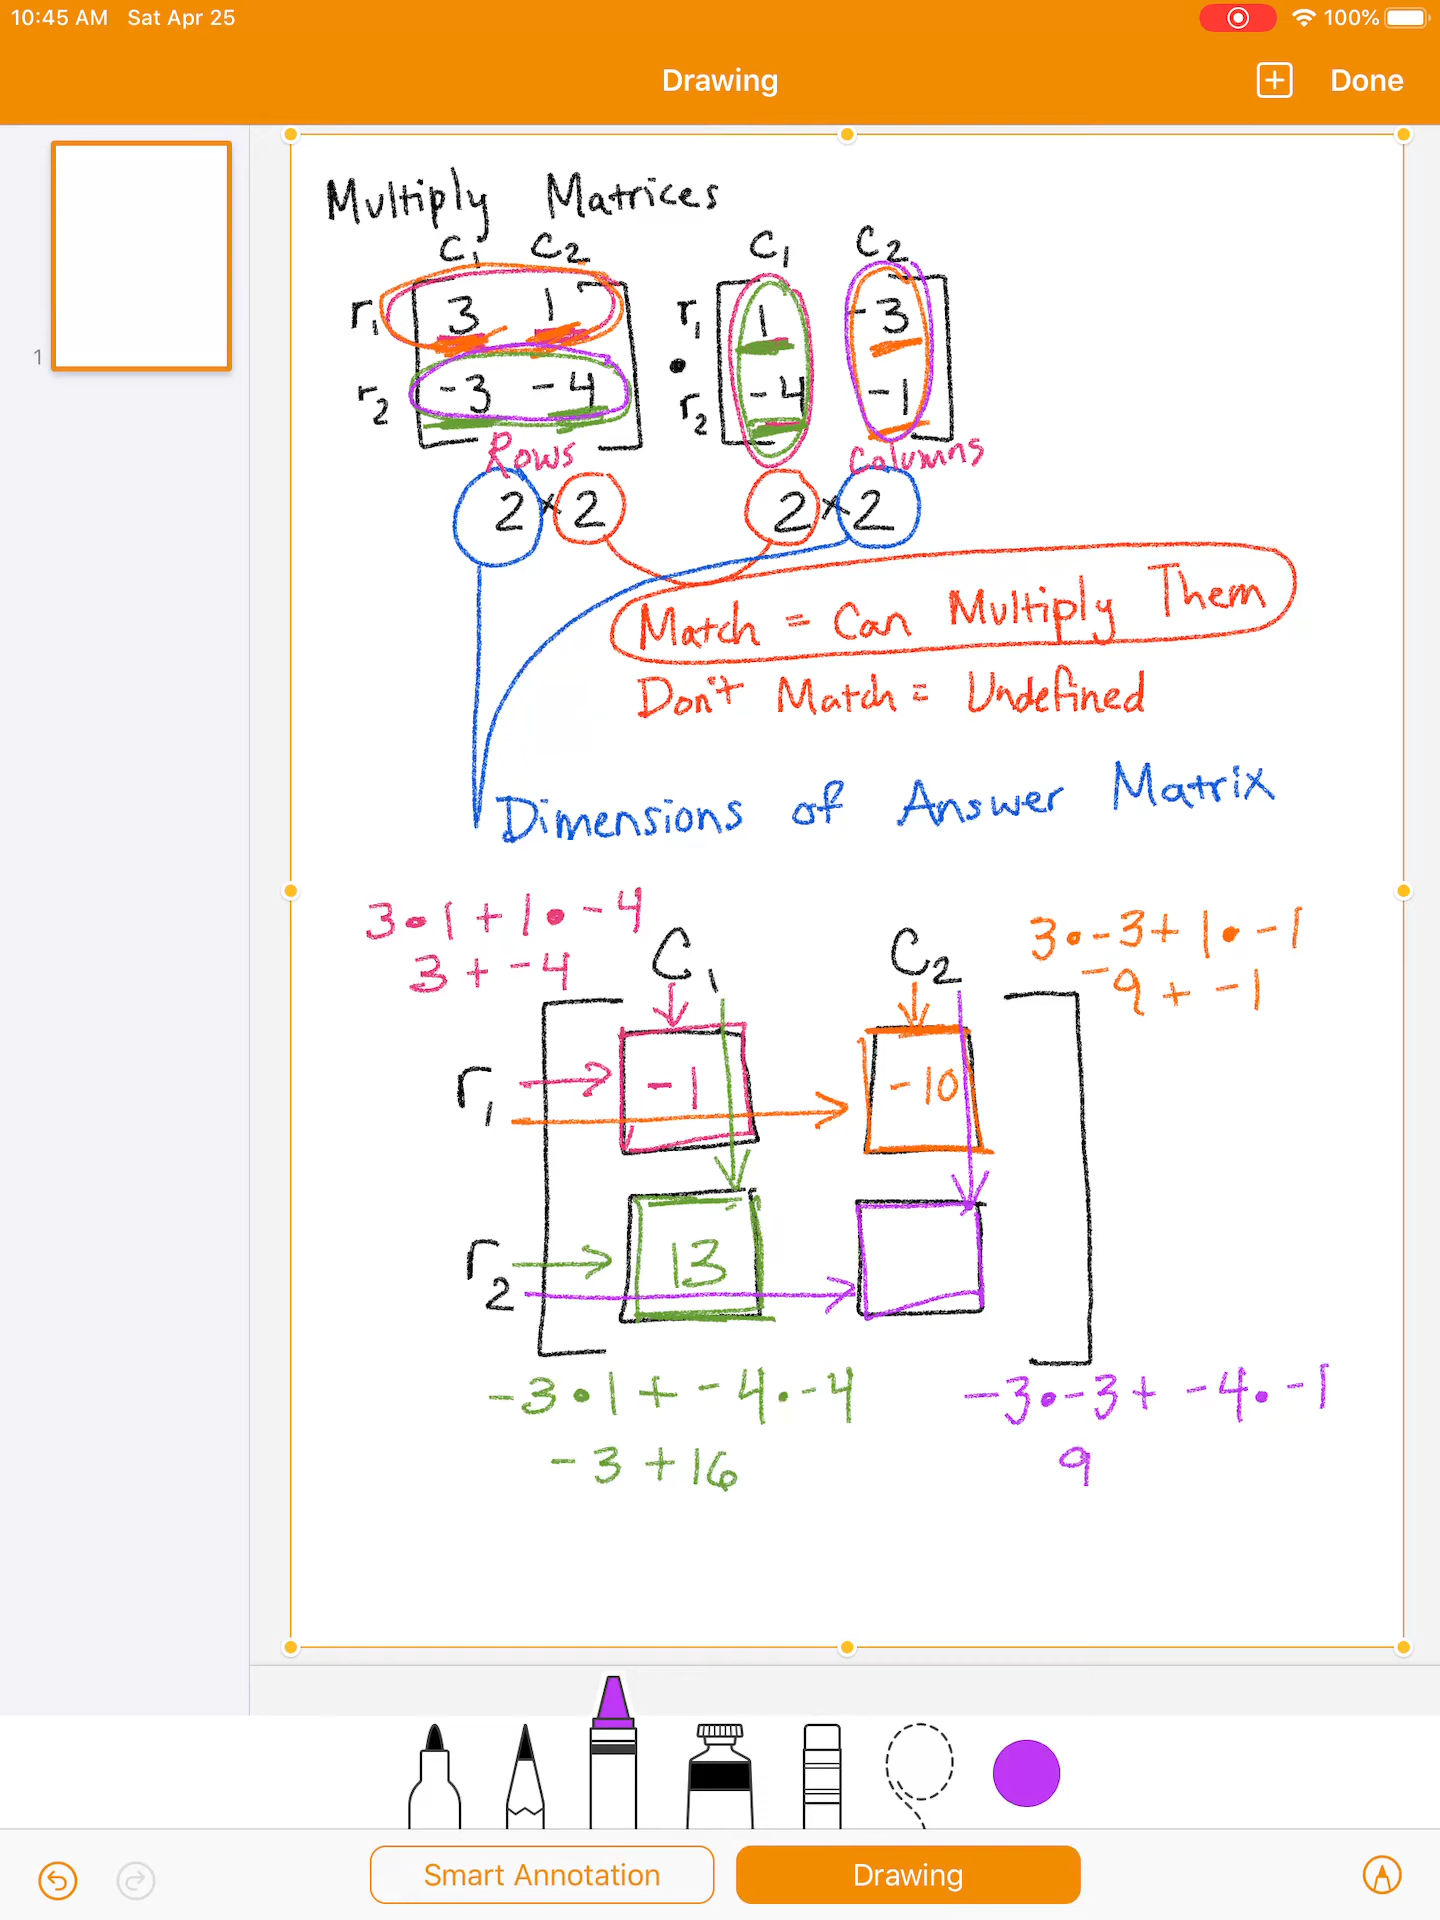 10:45 AM Sat Apr 25 100%
Drawing Done
1
Multiply Matrices
C1 C2 C1 C2
r1 3 1 r1 1 -3
•
r2 -3 -4 r2 -4 -1
Rows Columns
2 × 2 2 × 2
Match = Can Multiply Them
Don't Match = Undefined
Dimensions of Answer Matrix
3•1 + 1•-4
3 + -4
3•-3 + 1•-1
-9 + -1
C1 C2
r1 -1 -10
r2 13
-3•1 + -4•-4
-3 + 16
-3•-3 + -4•-1
9
Smart Annotation Drawing